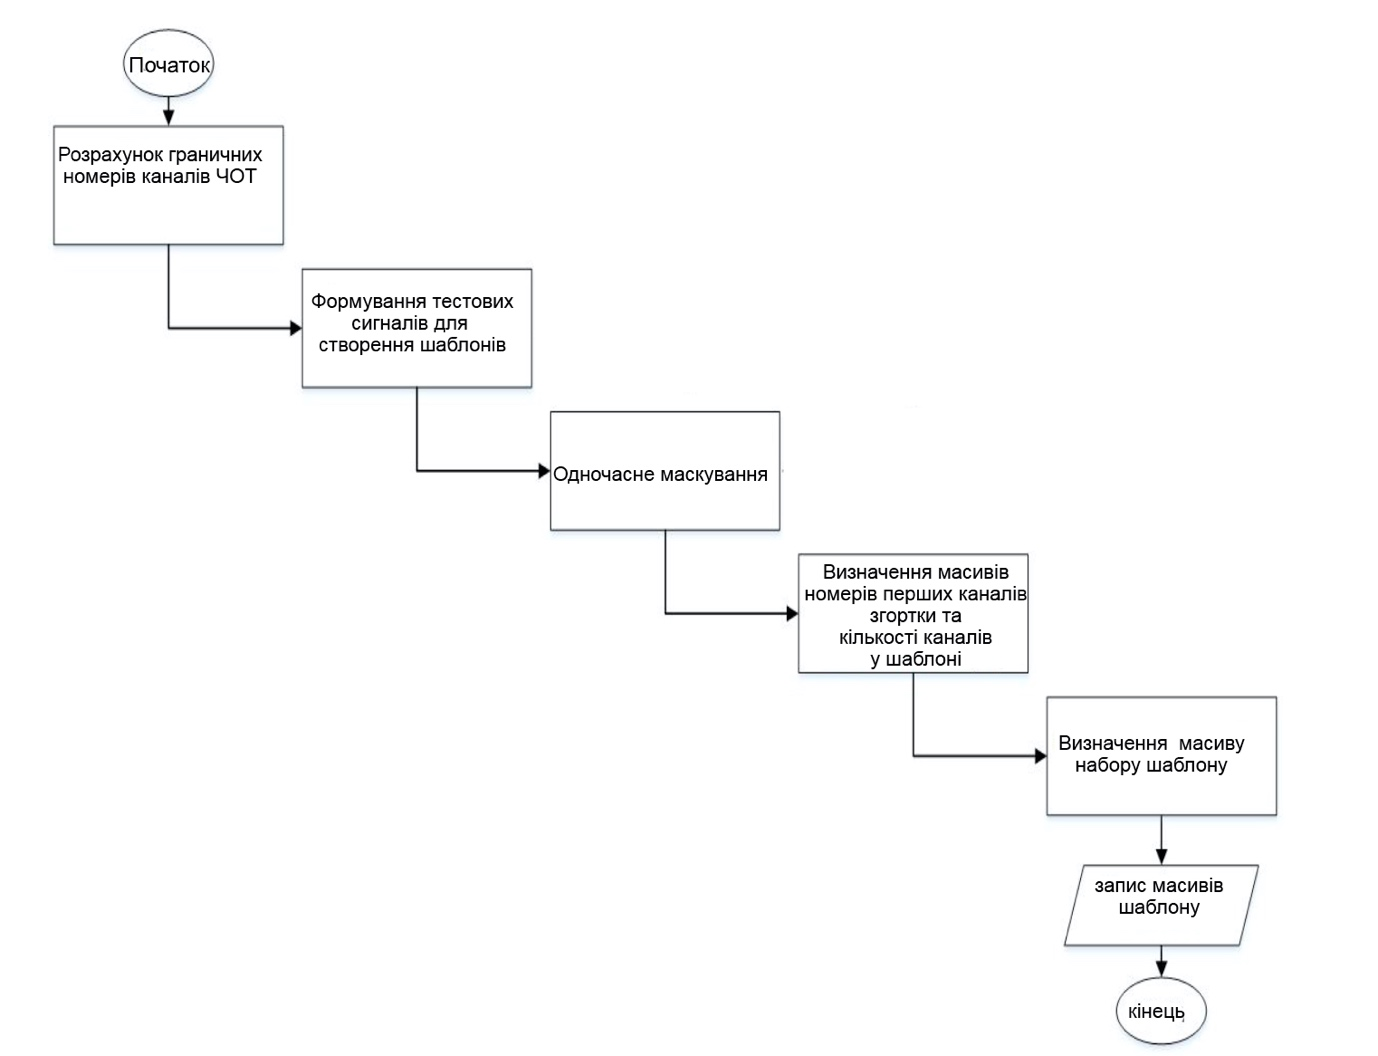 Початок
Розрахунок граничних
номерів каналів ЧОТ
Формування тестових
сигналів для
створення шаблонів
Одночасне маскування
Визначення масивів
номерів перших каналів
згортки та
кількості каналів
у шаблоні
Визначення масиву
набору шаблону
запис масивів
шаблону
кінець